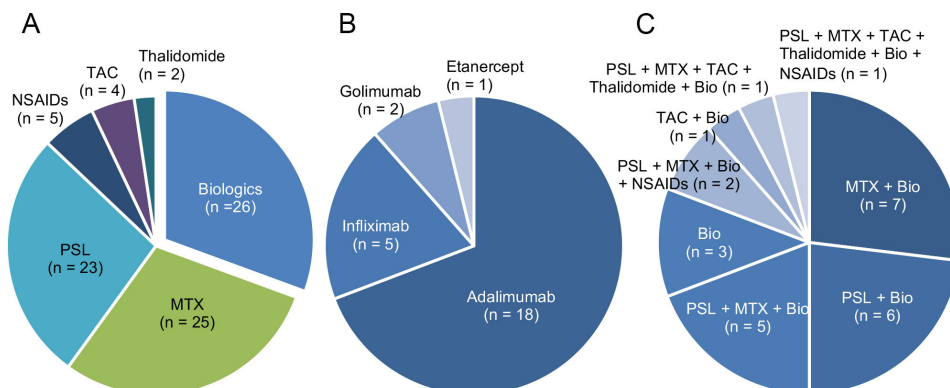 A
Thalidomide
(n = 2)
TAC
(n = 4)
NSAIDs
(n = 5)
Biologics
(n =26)
PSL
(n = 23)
MTX
(n = 25)
B
Etanercept
(n = 1)
Golimumab
(n = 2)
Infliximab
(n = 5)
Adalimumab
(n = 18)
C
PSL + MTX + TAC +
Thalidomide + Bio +
NSAIDs (n = 1)
PSL + MTX + TAC +
Thalidomide + Bio (n = 1)
TAC + Bio
(n = 1)
PSL + MTX + Bio
+ NSAIDs (n = 2)
MTX + Bio
(n = 7)
Bio
(n = 3)
PSL + MTX + Bio
(n = 5)
PSL + Bio
(n = 6)